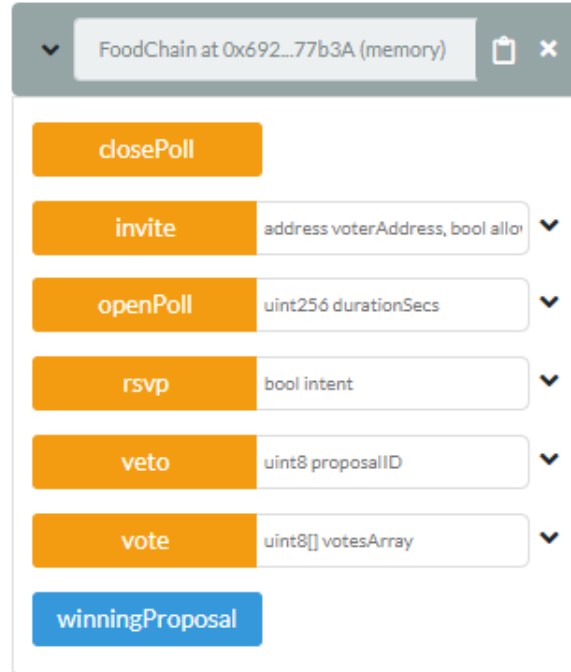 FoodChain at 0x692...77b3A (memory)
closePoll
invite address voterAddress, bool allo
openPoll uint256 durationSecs
rsvp bool intent
veto uint8 proposalID
vote uint8[] votesArray
winningProposal